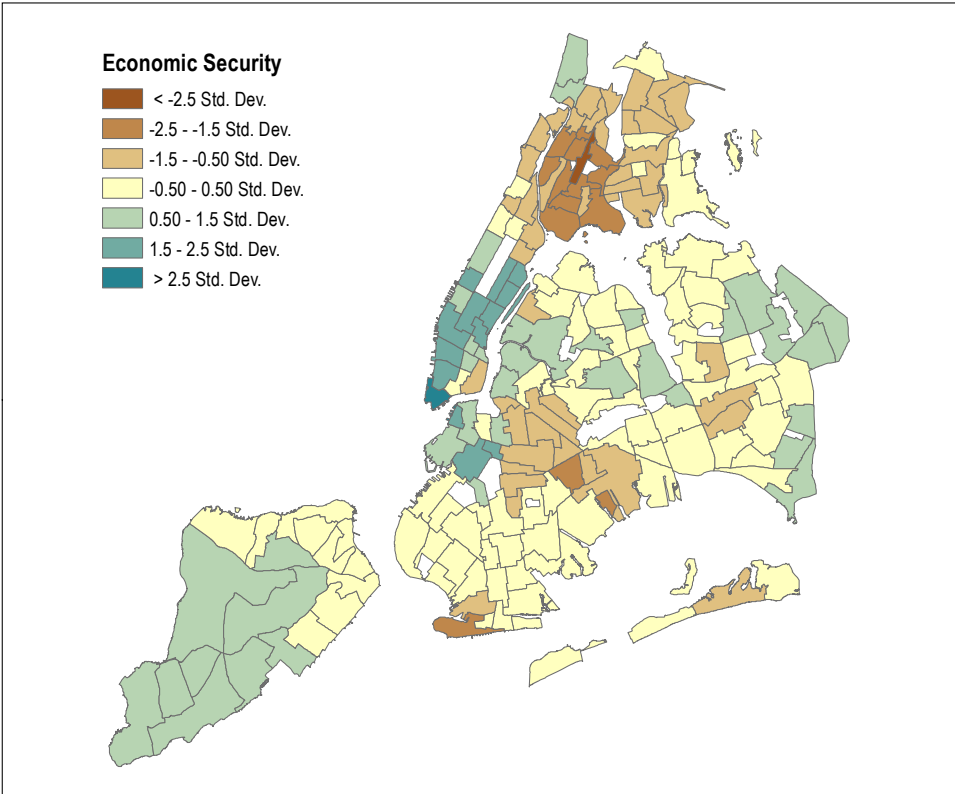 Economic Security
< -2.5 Std. Dev.
-2.5 - -1.5 Std. Dev.
-1.5 - -0.50 Std. Dev.
-0.50 - 0.50 Std. Dev.
0.50 - 1.5 Std. Dev.
1.5 - 2.5 Std. Dev.
> 2.5 Std. Dev.